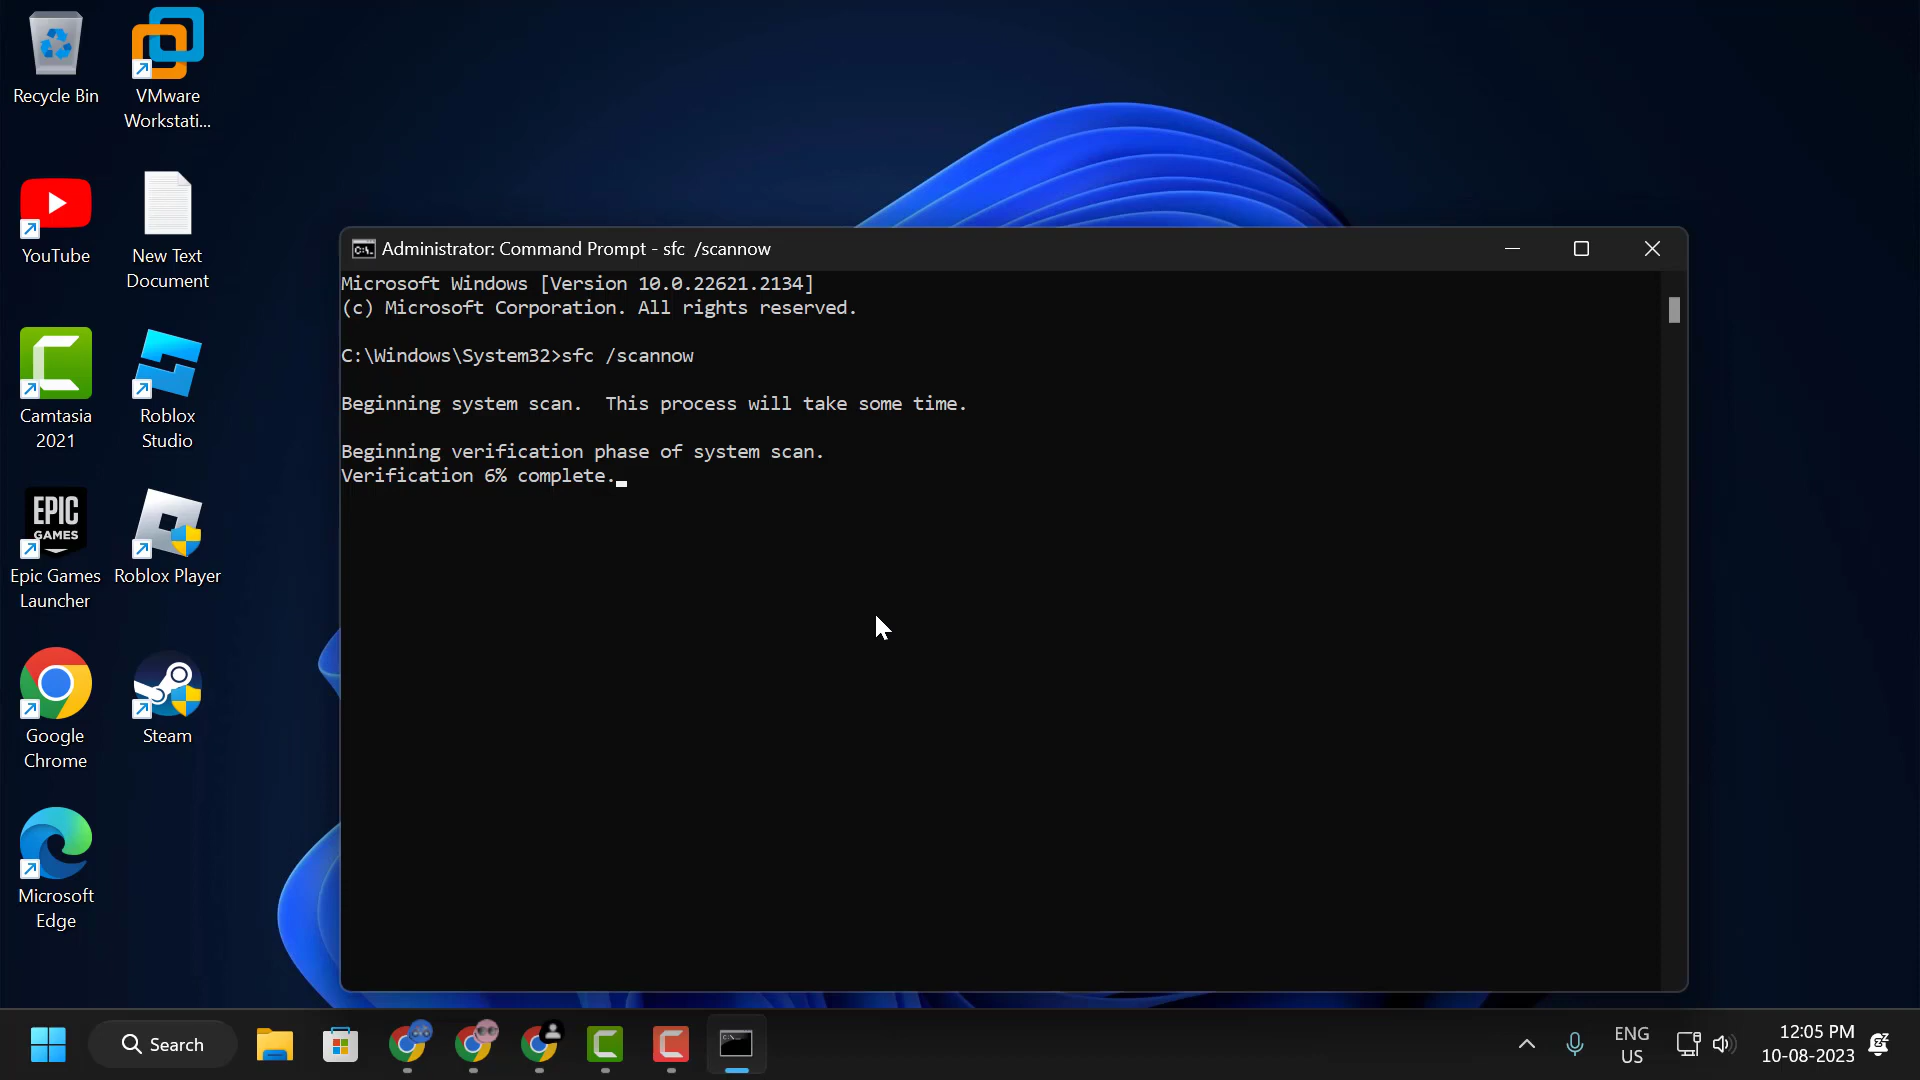 Recycle Bin
VMware
Workstati...
YouTube
New Text
Document
Camtasia
2021
Roblox
Studio
EPIC
GAMES
Epic Games
Launcher
Roblox Player
Google
Chrome
Steam
Microsoft
Edge
C:\.
Administrator: Command Prompt - sfc  /scannow
Microsoft Windows [Version 10.0.22621.2134]
(c) Microsoft Corporation. All rights reserved.
C:\Windows\System32>sfc /scannow
Beginning system scan.  This process will take some time.
Beginning verification phase of system scan.
Verification 6% complete.
Search
ENG
US
12:05 PM
10-08-2023